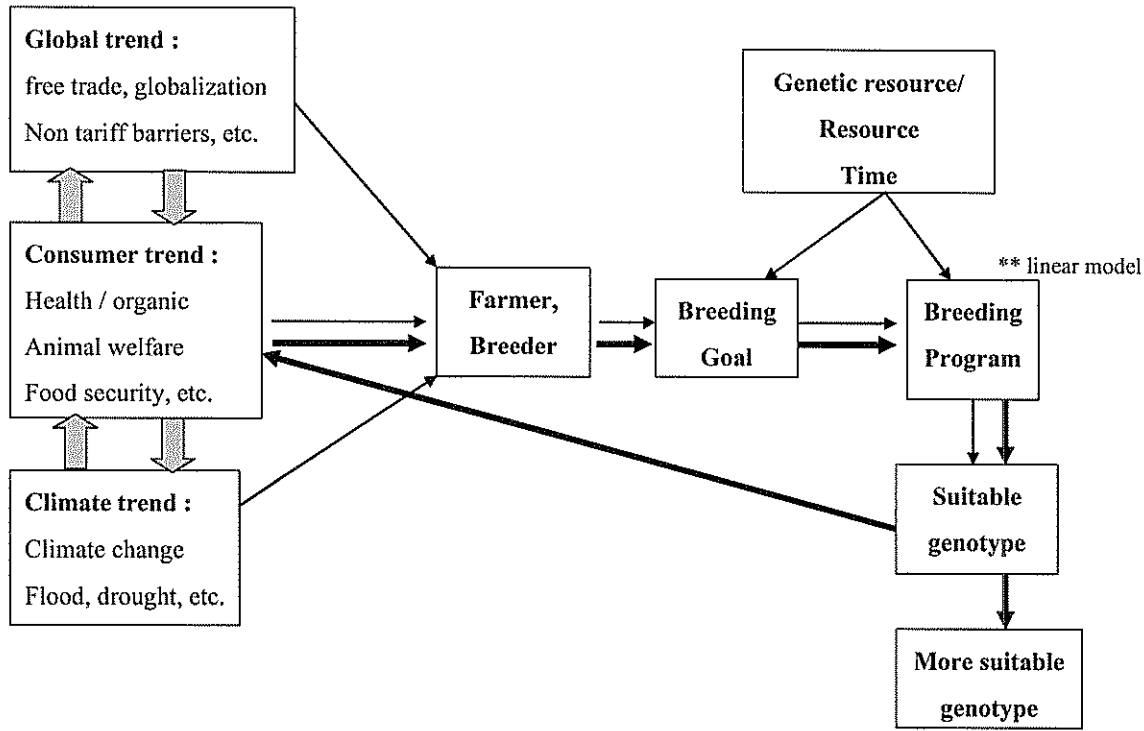 Global trend :
free trade, globalization
Non tariff barriers, etc.
Consumer trend :
Health / organic
Animal welfare
Food security, etc.
Climate trend :
Climate change
Flood, drought, etc.
Farmer,
Breeder
Genetic resource/
Resource
Time
Breeding
Goal
** linear model
Breeding
Program
Suitable
genotype
More suitable
genotype